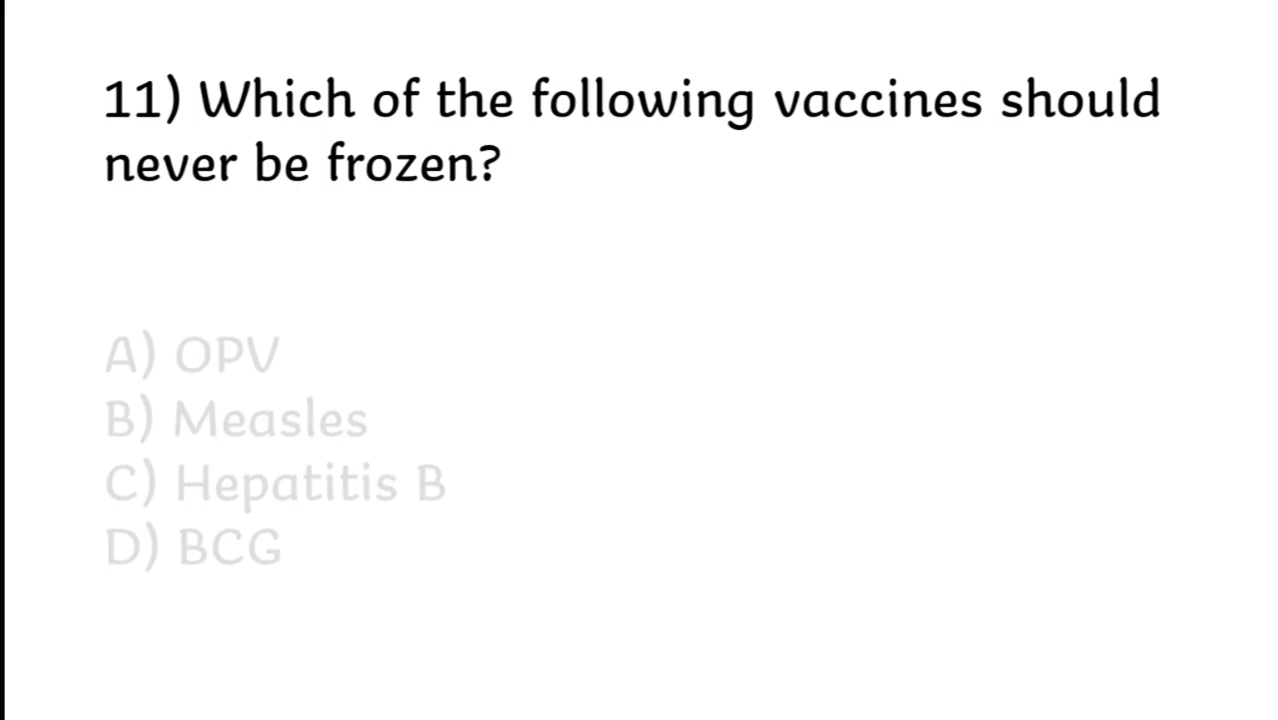 11) Which of the following vaccines should
never be frozen?
A) OPV
B) Measles
C) Hepatitis B
D) BCG